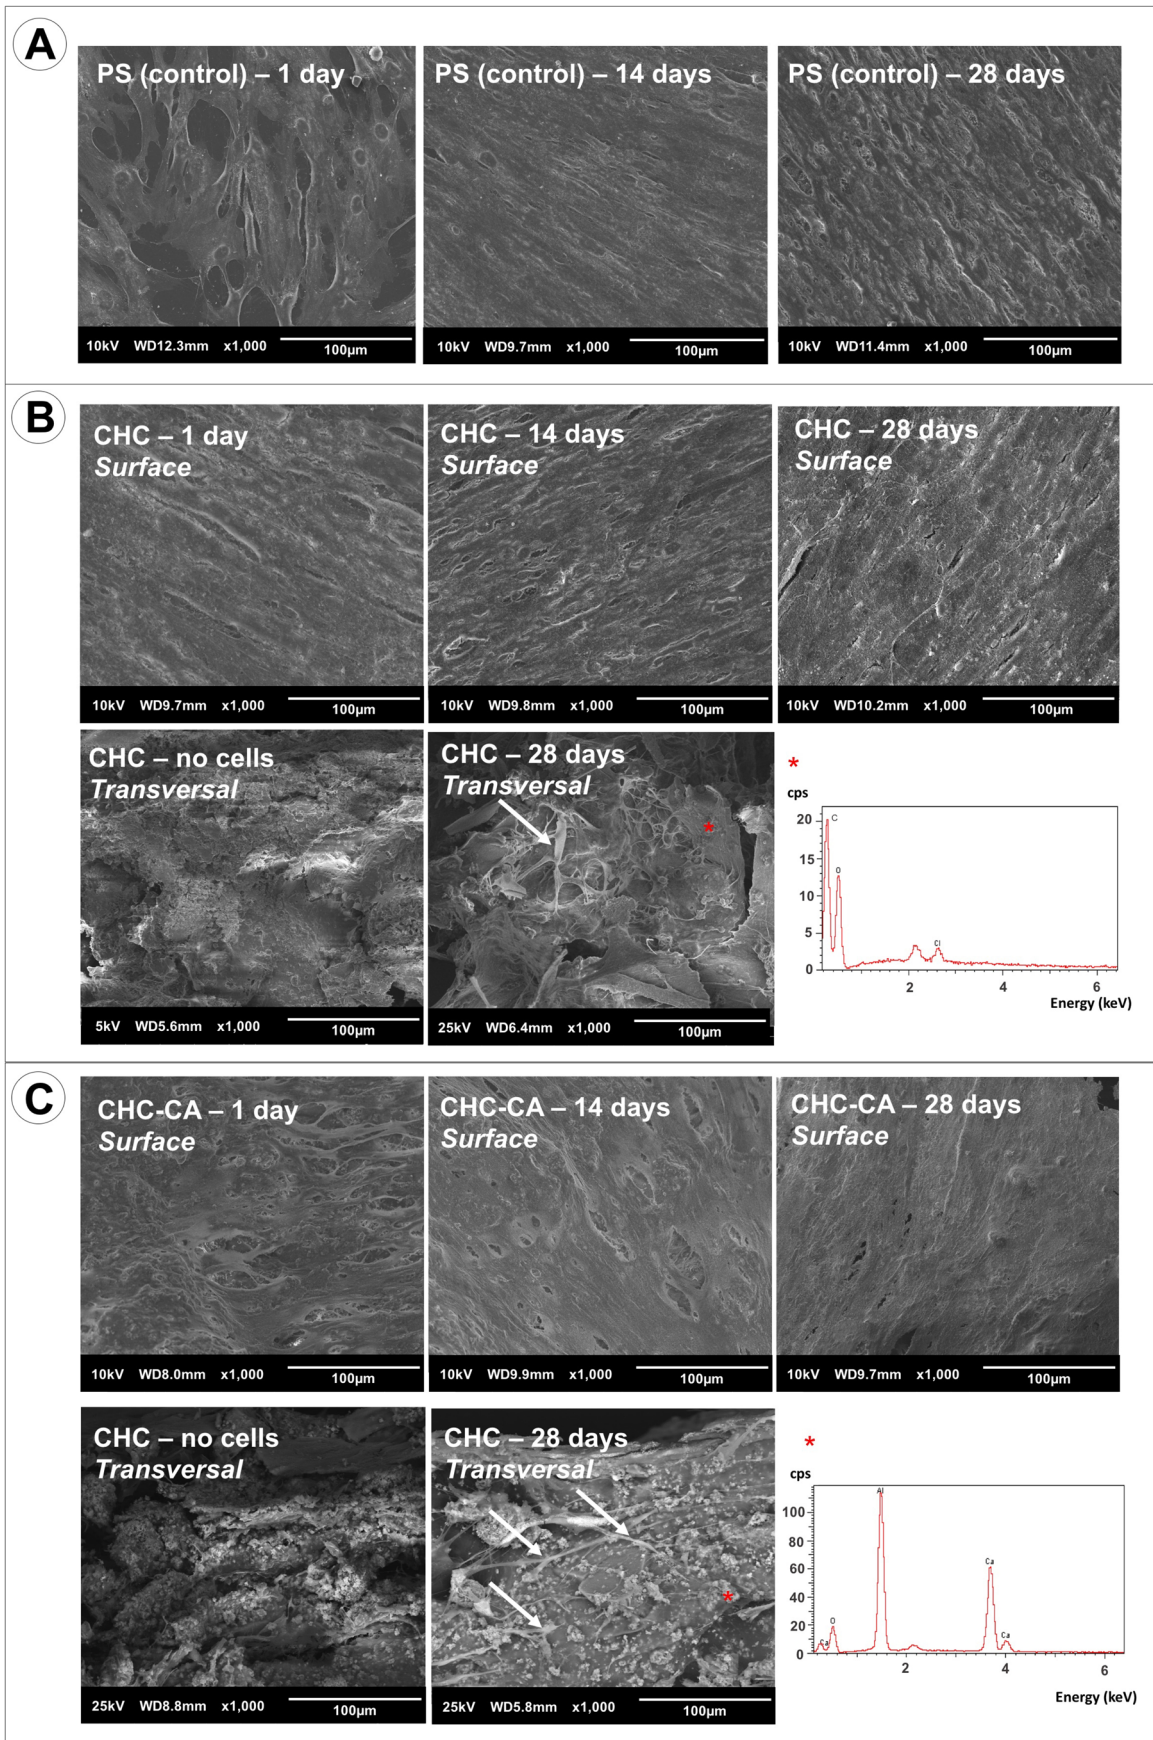 A
PS (control) – 1 day
10kV WD12.3mm x1,000 100µm
PS (control) – 14 days
10kV WD9.7mm x1,000 100µm
PS (control) – 28 days
10kV WD11.4mm x1,000 100µm
B
CHC – 1 day
Surface
10kV WD9.7mm x1,000 100µm
CHC – 14 days
Surface
10kV WD9.8mm x1,000 100µm
CHC – 28 days
Surface
10kV WD10.2mm x1,000 100µm
CHC – no cells
Transversal
5kV WD5.6mm x1,000 100µm
CHC – 28 days
Transversal
*
25kV WD6.4mm x1,000 100µm
*
cps
20
15
10
5
0
C
O
Cl
2 4 6
Energy (keV)
C
CHC-CA – 1 day
Surface
10kV WD8.0mm x1,000 100µm
CHC-CA – 14 days
Surface
10kV WD9.9mm x1,000 100µm
CHC-CA – 28 days
Surface
10kV WD9.7mm x1,000 100µm
CHC – no cells
Transversal
25kV WD8.8mm x1,000 100µm
CHC – 28 days
Transversal
*
25kV WD5.8mm x1,000 100µm
*
cps
100
80
60
40
20
0
Ca
O
Al
Ca
Ca
2 4 6
Energy (keV)